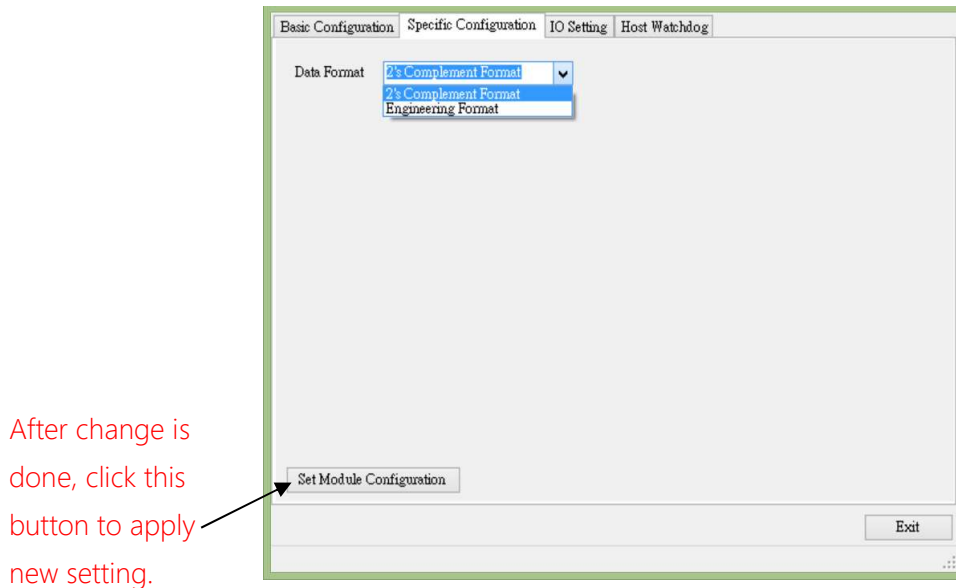 Basic Configuration Specific Configuration IO Setting Host Watchdog
Data Format 2's Complement Format
2's Complement Format
Engineering Format
After change is
done, click this
button to apply
new setting.
Set Module Configuration
Exit